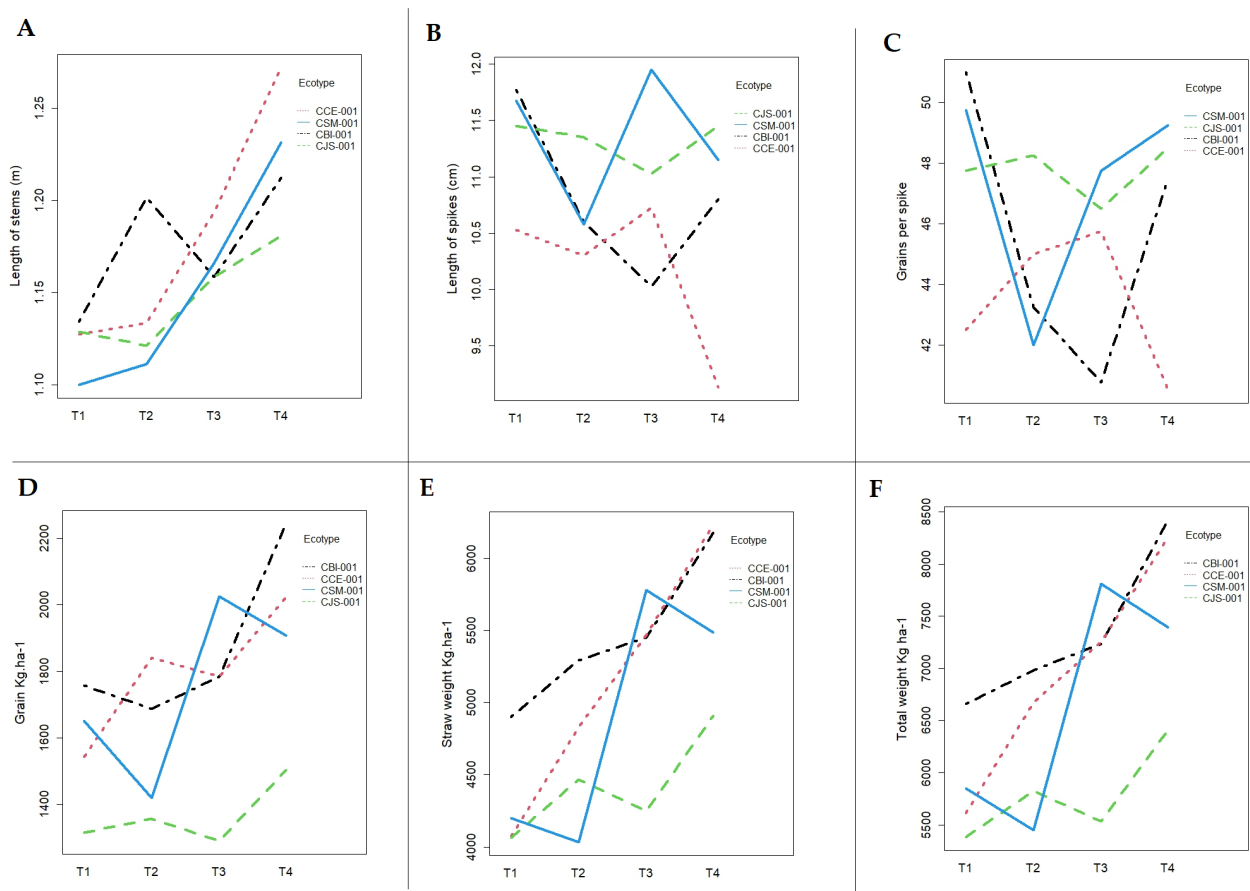 A
Length of stems (m)
1.25
1.20
1.15
1.10
Ecotype
CCE-001
CSM-001
CBI-001
CJS-001
T1 T2 T3 T4
B
Length of spikes (cm)
12.0
11.5
11.0
10.5
10.0
9.5
Ecotype
CJS-001
CSM-001
CBI-001
CCE-001
T1 T2 T3 T4
C
Grains per spike
50
48
46
44
42
Ecotype
CSM-001
CJS-001
CBI-001
CCE-001
T1 T2 T3 T4
D
Grain Kg.ha-1
2200
2000
1800
1600
1400
Ecotype
CBI-001
CCE-001
CSM-001
CJS-001
T1 T2 T3 T4
E
Straw weight Kg.ha-1
6000
5500
5000
4500
4000
Ecotype
CCE-001
CBI-001
CSM-001
CJS-001
T1 T2 T3 T4
F
Total weight Kg ha-1
8500
8000
7500
7000
6500
6000
5500
Ecotype
CBI-001
CCE-001
CSM-001
CJS-001
T1 T2 T3 T4